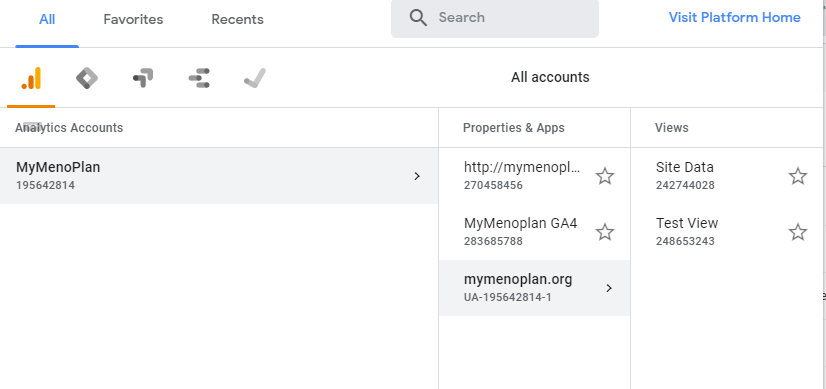 All Favorites Recents Search Visit Platform Home
All accounts
Analytics Accounts Properties & Apps Views
MyMenoPlan
195642814
http://mymenopl...
270458456
MyMenoplan GA4
283685788
mymenoplan.org
UA-195642814-1
Site Data
242744028
Test View
248653243